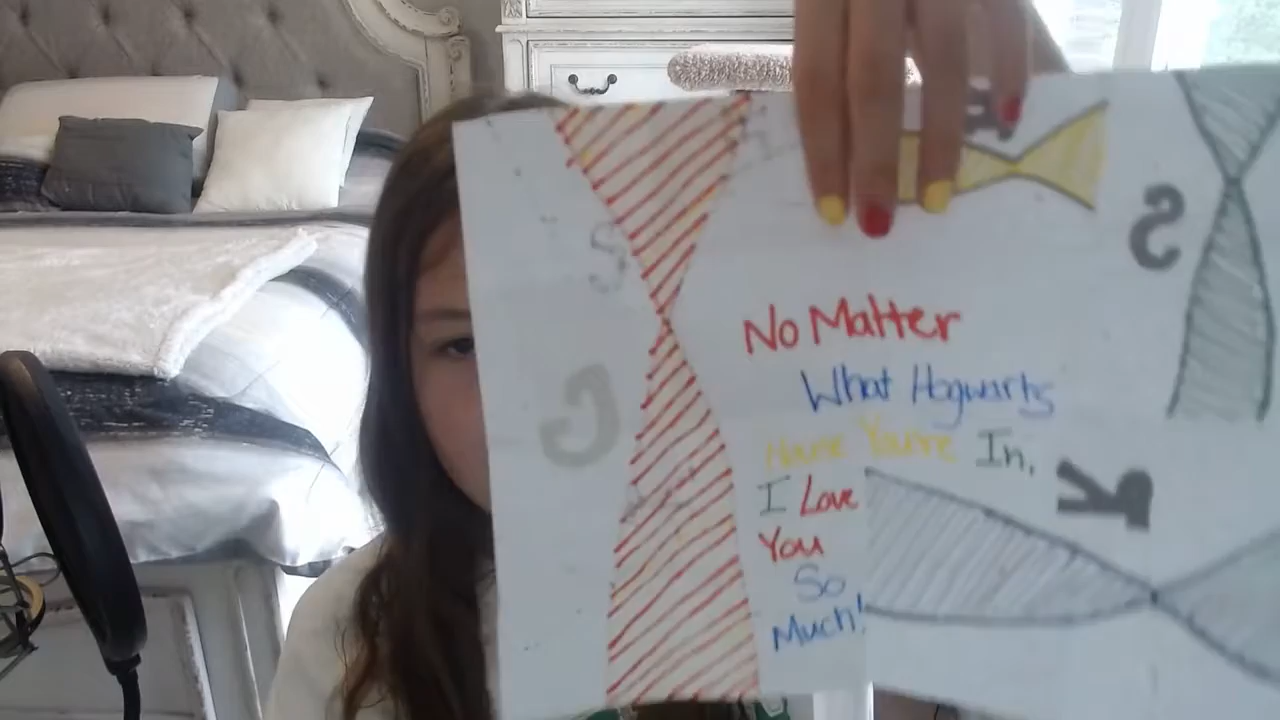 S
G
No Matter
What Hogwarts
House You're In,
I Love
You
So
Much!
S
R